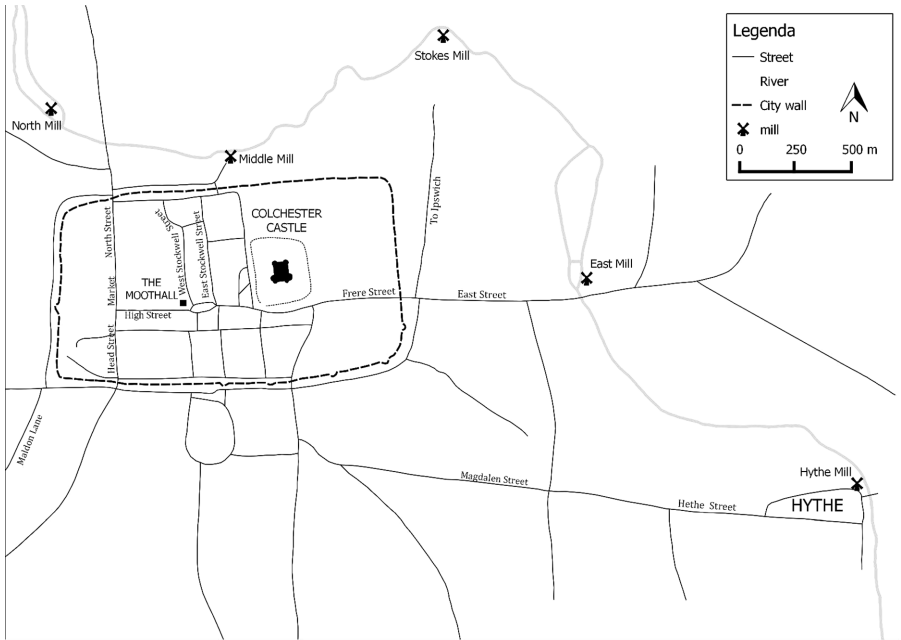 Legenda
Street
River
City wall
mill
N
0 250 500 m
Stokes Mill
North Mill
Middle Mill
COLCHESTER
CASTLE
To Ipswich
North Street
Street
West Stockwell
East Stockwell Street
THE
MOOTHALL
Market
High Street
Head Street
Frere Street
East Street
East Mill
Maldon Lane
Magdalen Street
Hethe Street
Hythe Mill
HYTHE